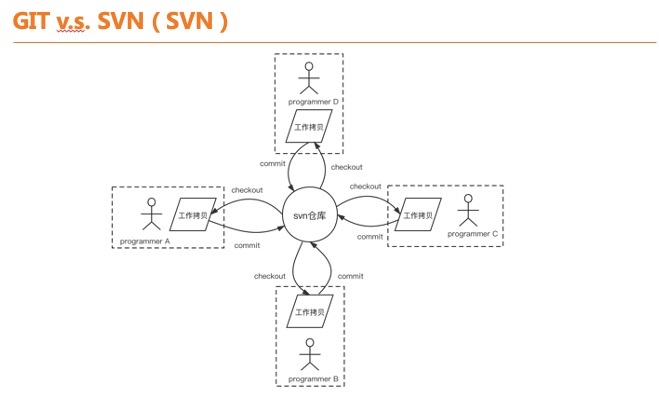 GIT v.s. SVN ( SVN )
programmer D
工作拷贝
commit
checkout
checkout
工作拷贝
programmer A
commit
svn仓库
checkout
工作拷贝
programmer C
commit
checkout
commit
工作拷贝
programmer B